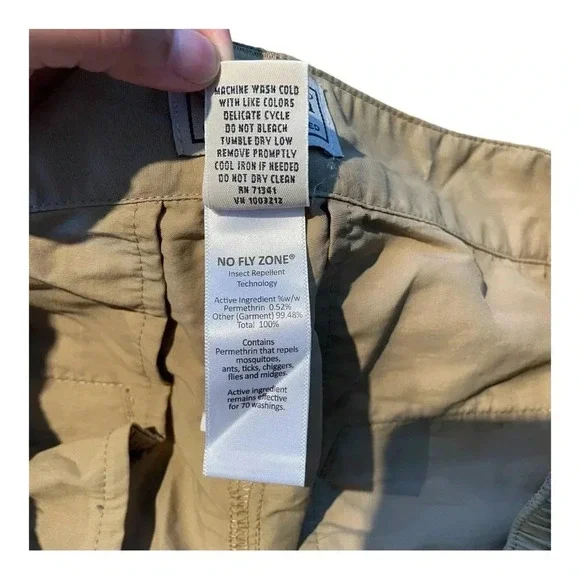 MACHINE WASH COLD
WITH LIKE COLORS
DELICATE CYCLE
DO NOT BLEACH
TUMBLE DRY LOW
REMOVE PROMPTLY
COOL IRON IF NEEDED
DO NOT DRY CLEAN
RN 71341
VN 1003212
NO FLY ZONE®
Insect Repellent
Technology
Active Ingredient %w/w
Permethrin 0.52%
Other (Garment) 99.48%
Total 100%
Contains
Permethrin that repels
mosquitoes,
ants, ticks, chiggers,
flies and midges.
Active ingredient
remains effective
for 70 washings.